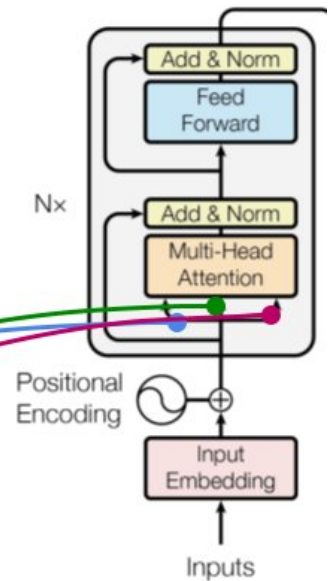 Add & Norm
Feed
Forward
Nx
Add & Norm
Multi-Head
Attention
Positional
Encoding
Input
Embedding
Inputs